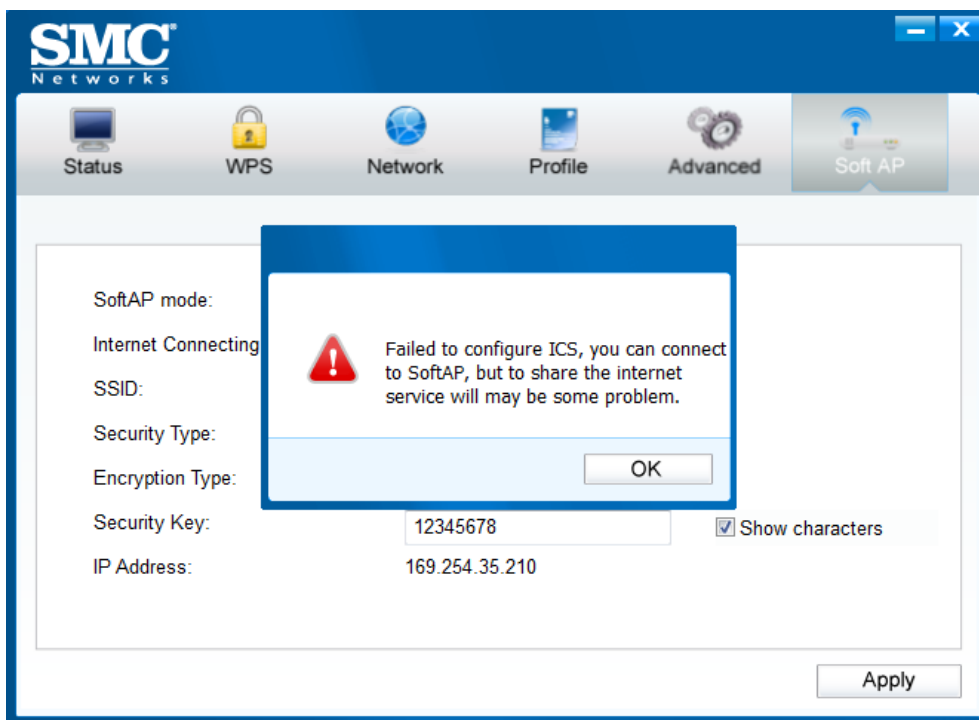 SMC
Networks
Status WPS Network Profile Advanced Soft AP
SoftAP mode:
Internet Connecting
SSID:
Security Type:
Encryption Type:
Failed to configure ICS, you can connect
to SoftAP, but to share the internet
service will may be some problem.
OK
Security Key: 12345678 Show characters
IP Address: 169.254.35.210
Apply